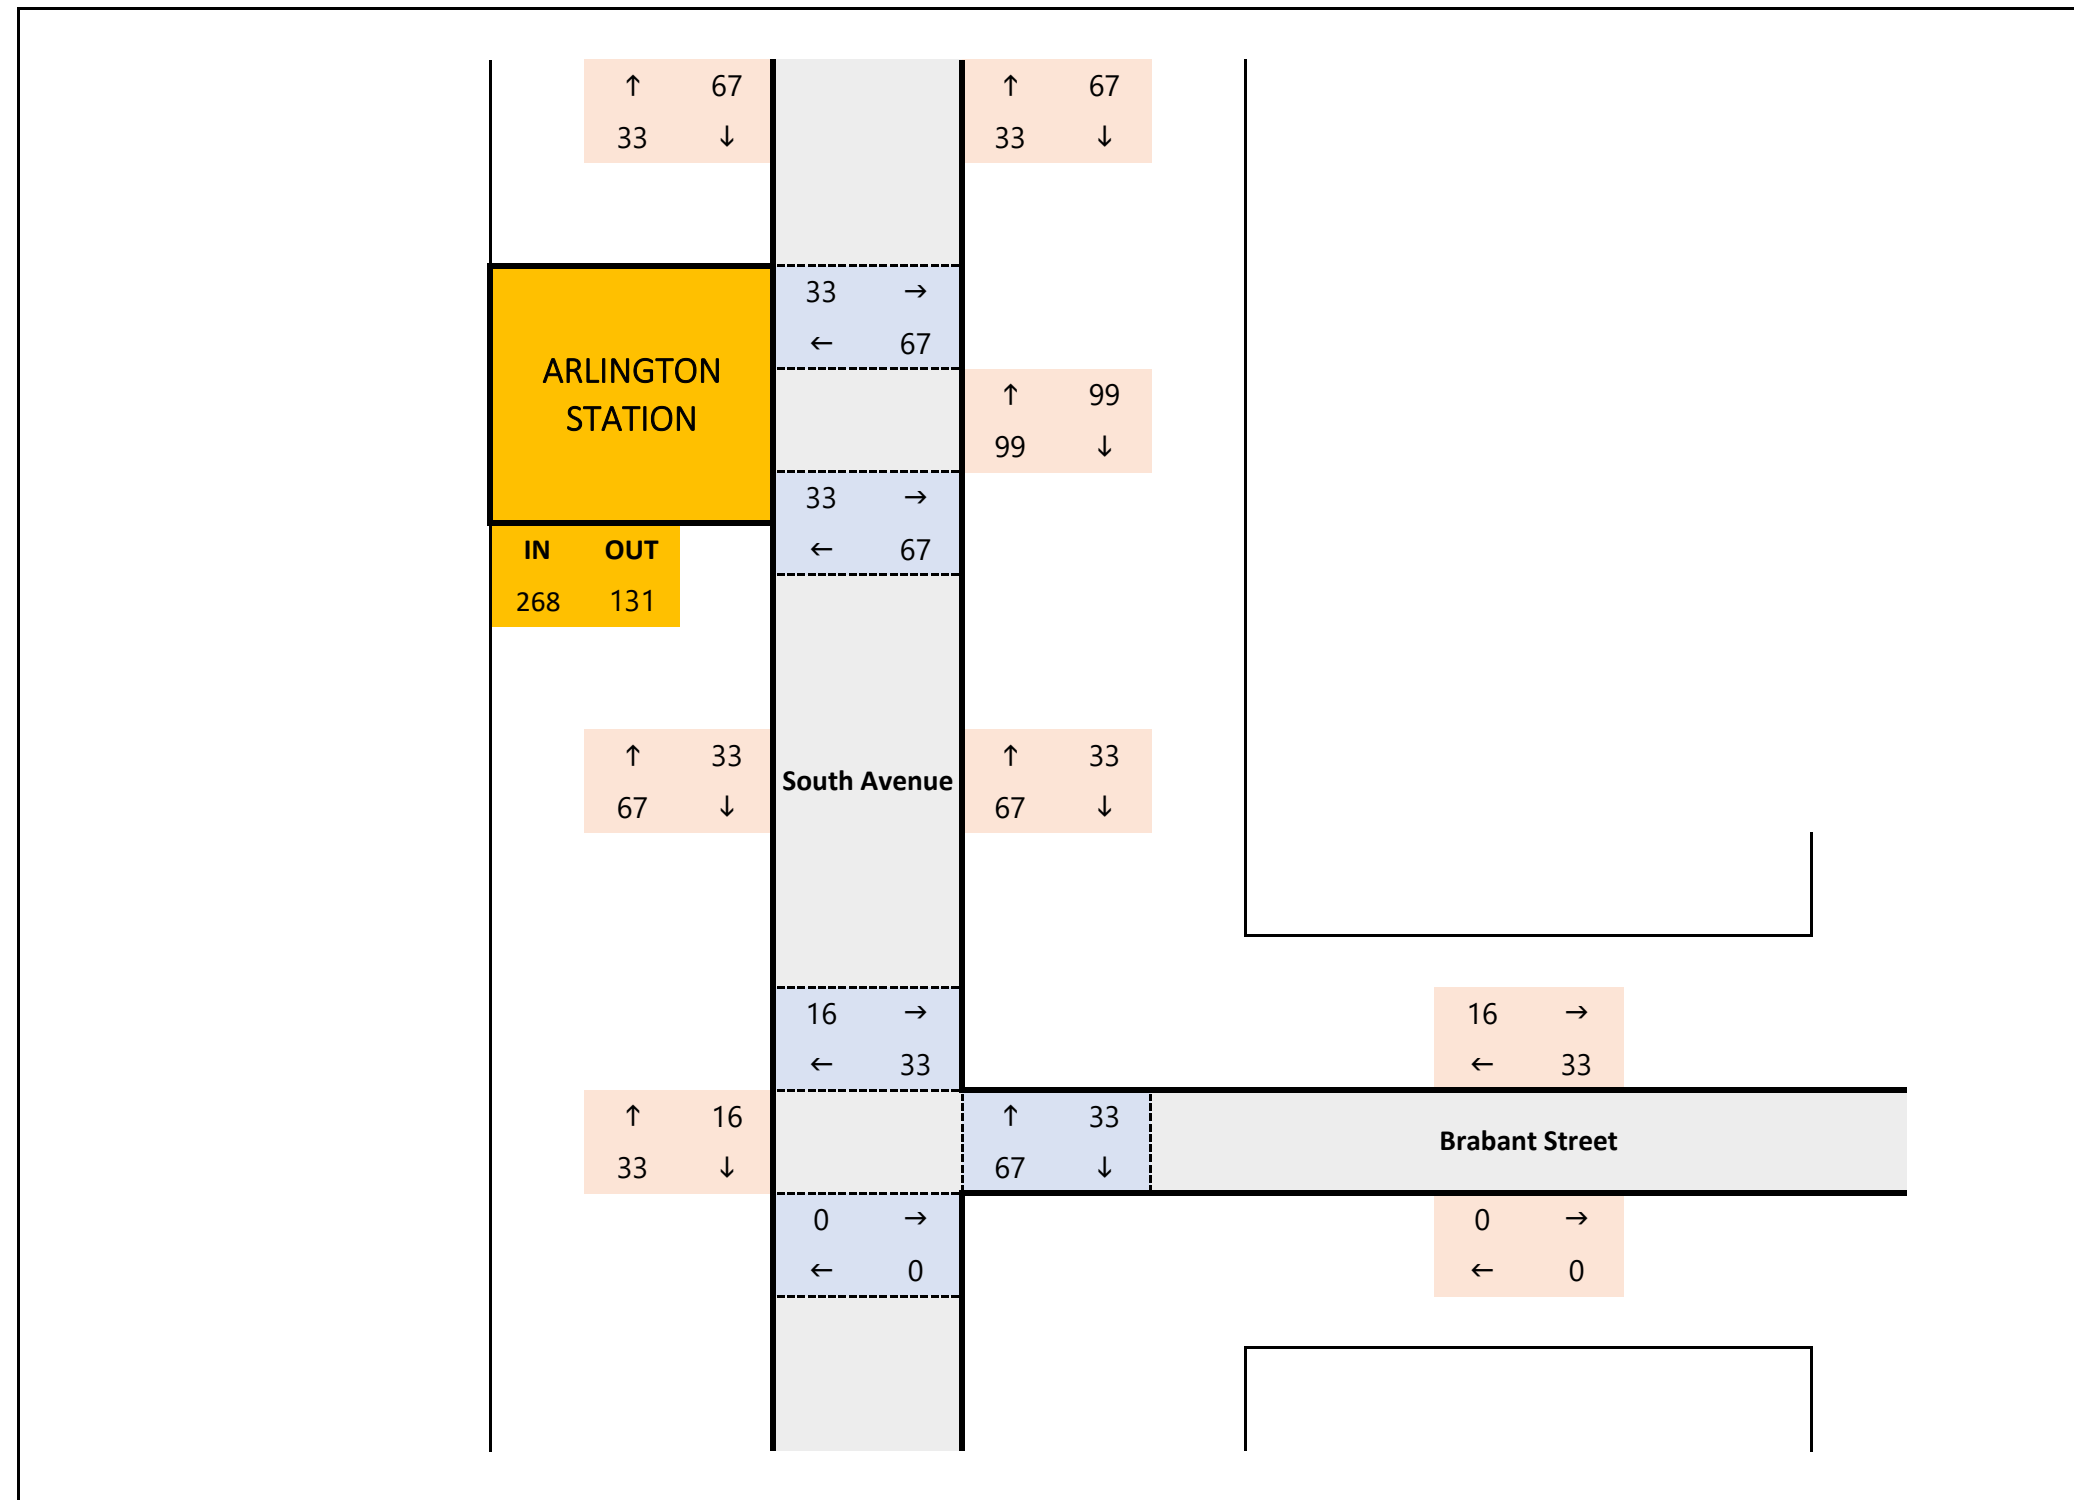 ↑ 67 ↑ 67
33 ↓ 33 ↓
33 →
← 67
ARLINGTON
STATION
↑ 99
99 ↓
33 →
← 67
IN OUT
268 131
↑ 33 ↑ 33
South Avenue
67 ↓ 67 ↓
16 → 16 →
← 33 ← 33
↑ 16 ↑ 33
Brabant Street
33 ↓ 67 ↓
0 → 0 →
← 0 ← 0